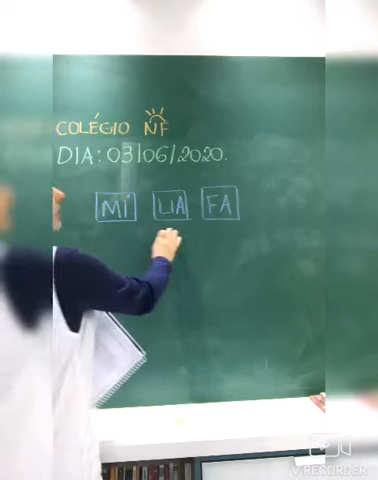 COLÉGIO NF
DIA: 03/06/2020.
MI LIA FA
V RECORDER